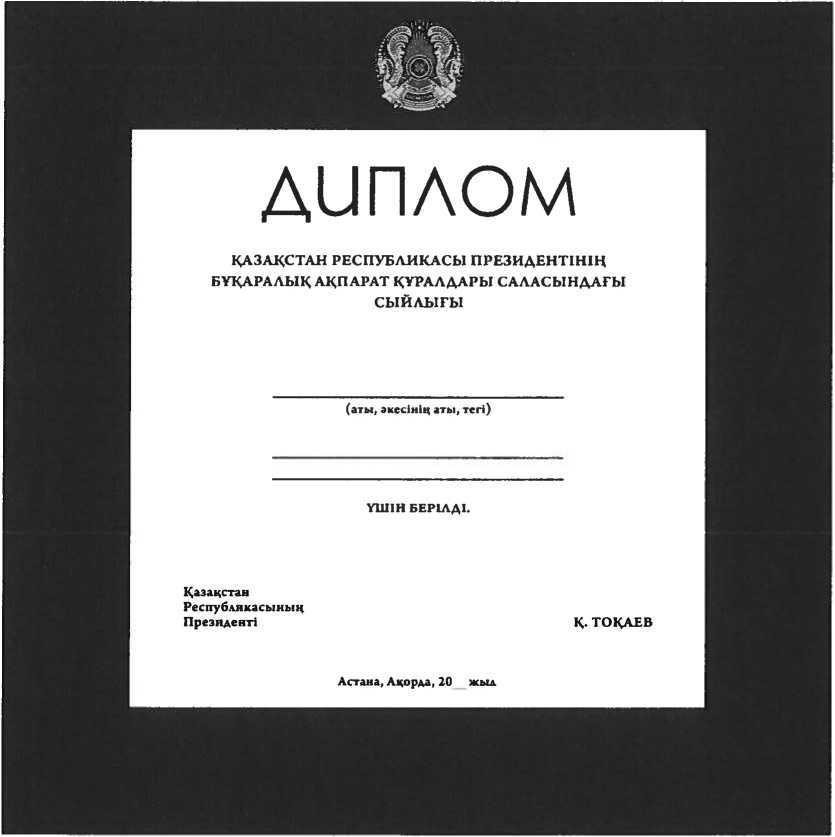 ДИПЛОМ
ҚАЗАҚСТАН РЕСПУБЛИКАСЫ ПРЕЗИДЕНТІНІҢ
БҰҚАРАЛЫҚ АҚПАРАТ ҚҰРАЛДАРЫ САЛАСЫНДАҒЫ
СЫЙЛЫҒЫ
(аты, әкесінің аты, тегі)
ҮШІН БЕРІЛДІ.
Қазақстан
Республикасының
Президенті
Қ. ТОҚАЕВ
Астана, Ақорда, 20__ жыл